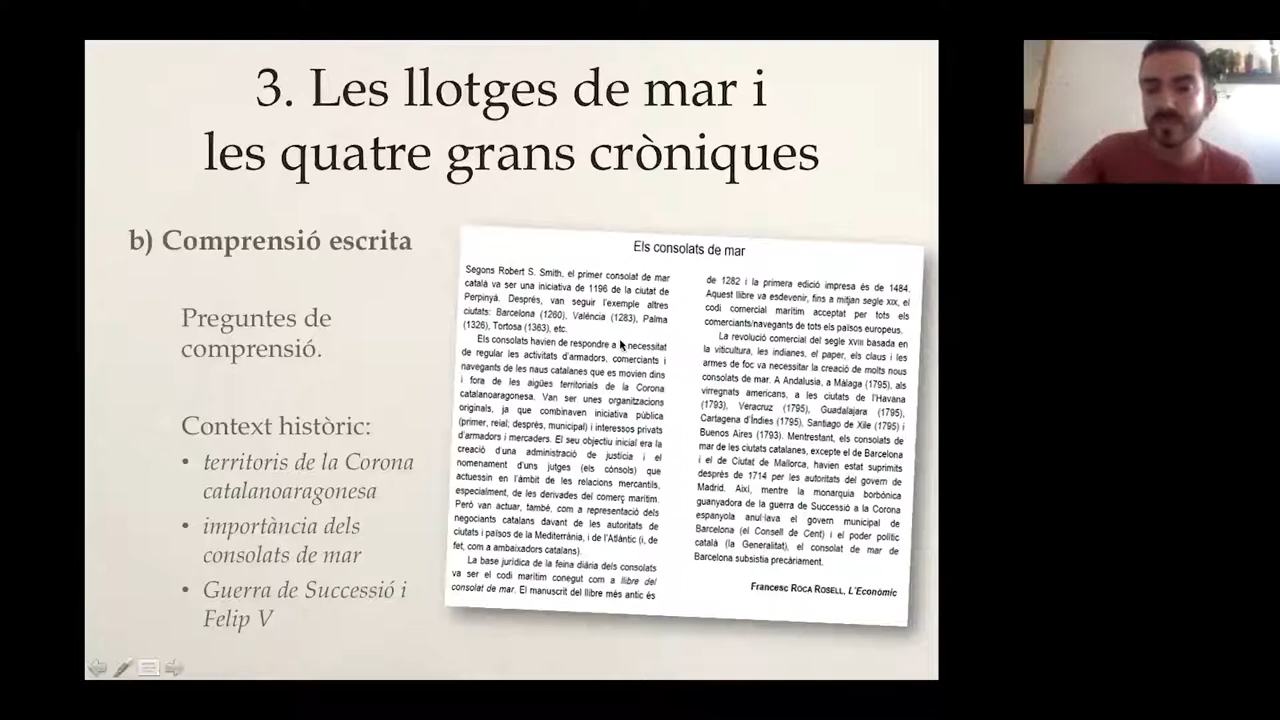 3. Les llotges de mar i
les quatre grans cròniques
b) Comprensió escrita
Preguntes de
comprensió.
Context històric:
• territoris de la Corona
catalanoaragonesa
• importància dels
consolats de mar
• Guerra de Successió i
Felip V
Els consolats de mar
Segons Robert S. Smith, el primer consolat de mar
català va ser una iniciativa de 1196 de la ciutat de
Perpinyà. Després, van seguir l'exemple altres
ciutats: Barcelona (1260), València (1283), Palma
(1326), Tortosa (1363), etc.
Els consolats havien de respondre a necessitat
de regular les activitats d'armadors, comerciants i
navegants de les naus catalanes que es movien dins
i fora de les aigües territorials de la Corona
catalanoaragonesa. Van ser unes organitzacions
originals, ja que combinaven iniciativa pública
(primer, reial; després, municipal) i interessos privats
d'armadors i mercaders. El seu objectiu inicial era la
creació d'una administració de justícia i el
nomenament d'uns jutges (els cònsols) que
actuessin en l'àmbit de les relacions mercantils,
especialment, de les derivades del comerç marítim.
Però van actuar, també, com a representació dels
negociants catalans davant de les autoritats de
ciutats i països de la Mediterrània, i de l'Atlàntic (i, de
fet, com a ambaixadors catalans).
La base jurídica de la feina diària dels consolats
va ser el codi marítim conegut com a llibre del
consolat de mar. El manuscrit del llibre més antic és
de 1282 i la primera edició impresa és de 1484.
Aquest llibre va esdevenir, fins a mitjan segle XIX, el
codi comercial marítim acceptat per tots els
comerciants/navegants de tots els països europeus.
La revolució comercial del segle XVIII basada en
la viticultura, les indianes, el paper, els claus i les
armes de foc va necessitar la creació de molts nous
consolats de mar. A Andalusia, a Màlaga (1795), als
virregnats americans, a les ciutats de l'Havana
(1793), Veracruz (1795), Guadalajara (1795),
Cartagena d'Índies (1795), Santiago de Xile (1795) i
Buenos Aires (1793). Mentrestant, els consolats de
mar de les ciutats catalanes, excepte el de Barcelona
i el de Ciutat de Mallorca, havien estat suprimits
després de 1714 per les autoritats del govern de
Madrid. Així, mentre la monarquia borbònica
guanyadora de la guerra de Successió a la Corona
espanyola anul·lava el govern municipal de
Barcelona (el Consell de Cent) i el poder polític
català (la Generalitat), el consolat de mar de
Barcelona subsistia precàriament.
Francesc ROCA ROSELL, L'Econòmic